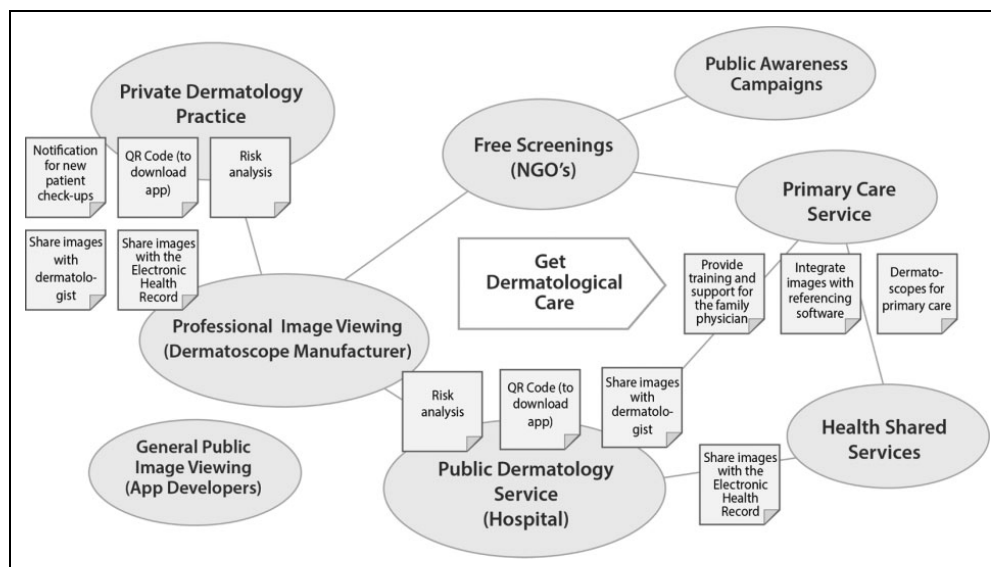 Public Awareness
Campaigns
Private Dermatology
Practice
Free Screenings
(NGO's)
Notification
for new
patient
check-ups
QR Code (to
download
app)
Risk
analysis
Primary Care
Service
Share images
with
dermatolo-
gist
Share images
with the
Electronic
Health
Record
Get
Dermatological
Care
Provide
training and
support for
the family
physician
Integrate
images with
referencing
software
Dermato-
scopes for
primary care
Professional Image Viewing
(Dermatoscope Manufacturer)
Risk
analysis
QR Code (to
download
app)
Share images
with
dermatolo-
gist
Health Shared
Services
General Public
Image Viewing
(App Developers)
Public Dermatology
Service
(Hospital)
Share images
with the
Electronic
Health
Record